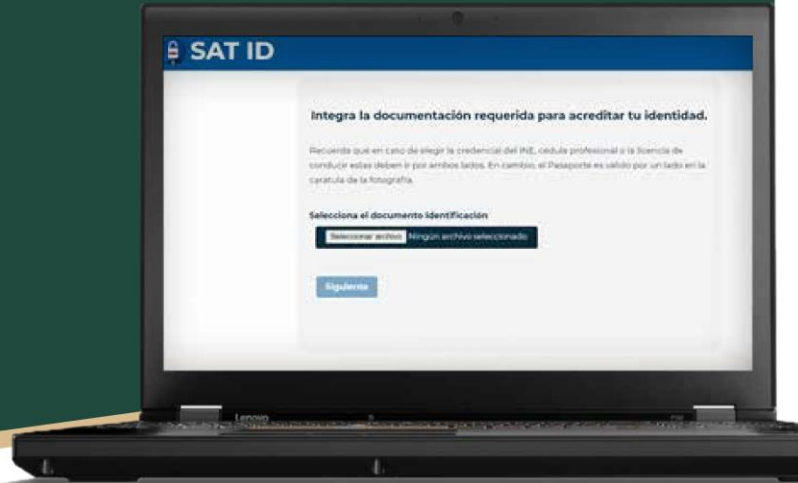 SAT ID
Integra la documentación requerida para acreditar tu identidad.
Recuerda que en caso de elegir la credencial del INE, cédula profesional o la licencia de
conducir estas deben ir por ambos lados. En cambio, el Pasaporte es valido por un lado en la
caratula de la fotografía.
Selecciona el documento identificación
Seleccionar archivo Ningún archivo seleccionado
Siguiente
Lenovo